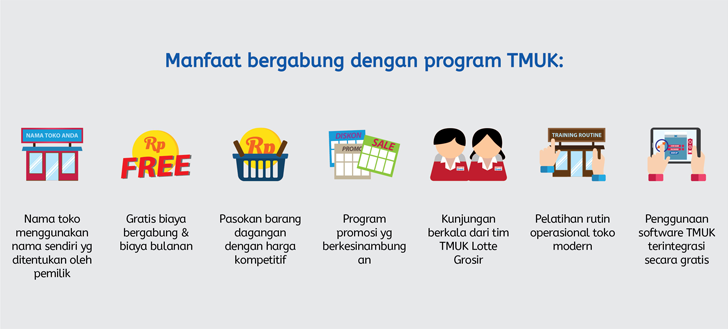 Manfaat bergabung dengan program TMUK:
NAMA TOKO ANDA
Nama toko
menggunakan
nama sendiri yg
ditentukan oleh
pemilik
Rp
FREE
Gratis biaya
bergabung &
biaya bulanan
Rp
Pasokan barang
dagangan
dengan harga
kompetitif
DISKON
PROMO
SALE
Program
promosi yg
berkesinambung
an
Kunjungan
berkala dari tim
TMUK Lotte
Grosir
TRAINING ROUTINE
Pelatihan rutin
operasional toko
modern
Penggunaan
software TMUK
terintegrasi
secara gratis